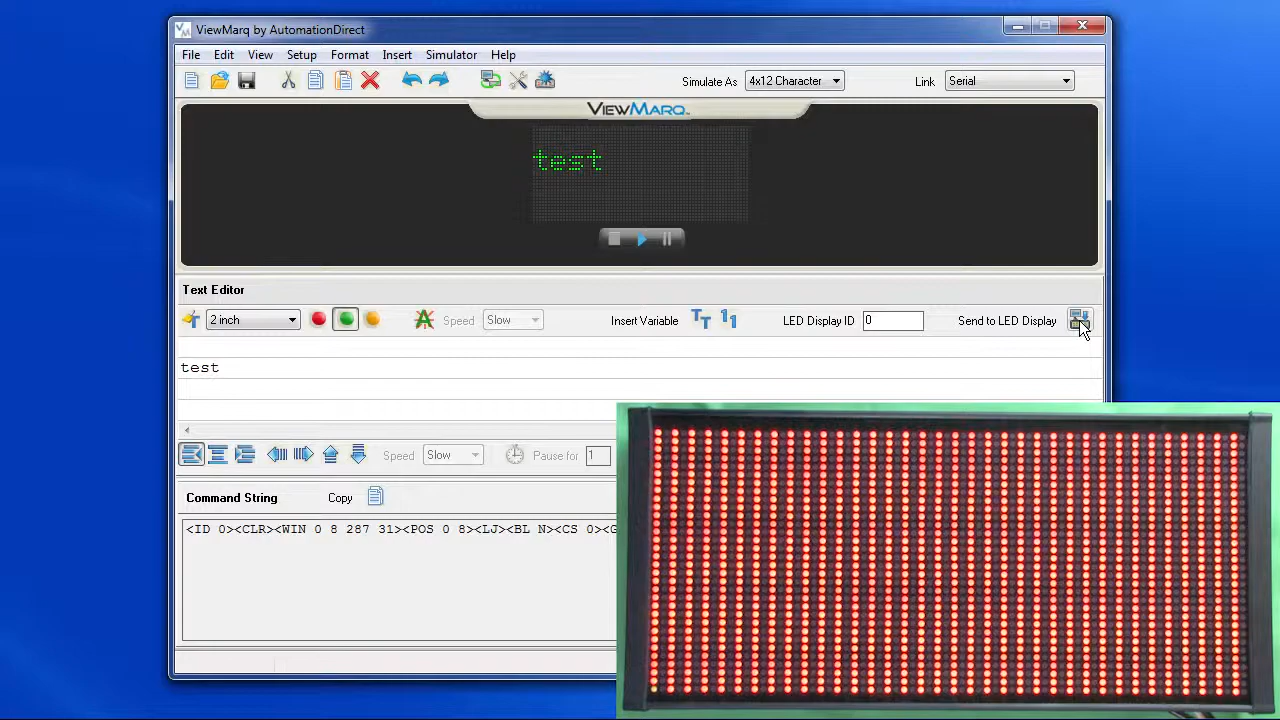 ViewMarq by AutomationDirect
File Edit View Setup Format Insert Simulator Help
Simulate As 4x12 Character Link Serial
VIEWMARQ
test
Text Editor
2 inch Speed Slow Insert Variable LED Display ID 0 Send to LED Display
test
Speed Slow Pause for 1
Command String Copy
<ID 0><CLR><WIN 0 8 287 31><POS 0 8><LJ><BL N><CS 0><G